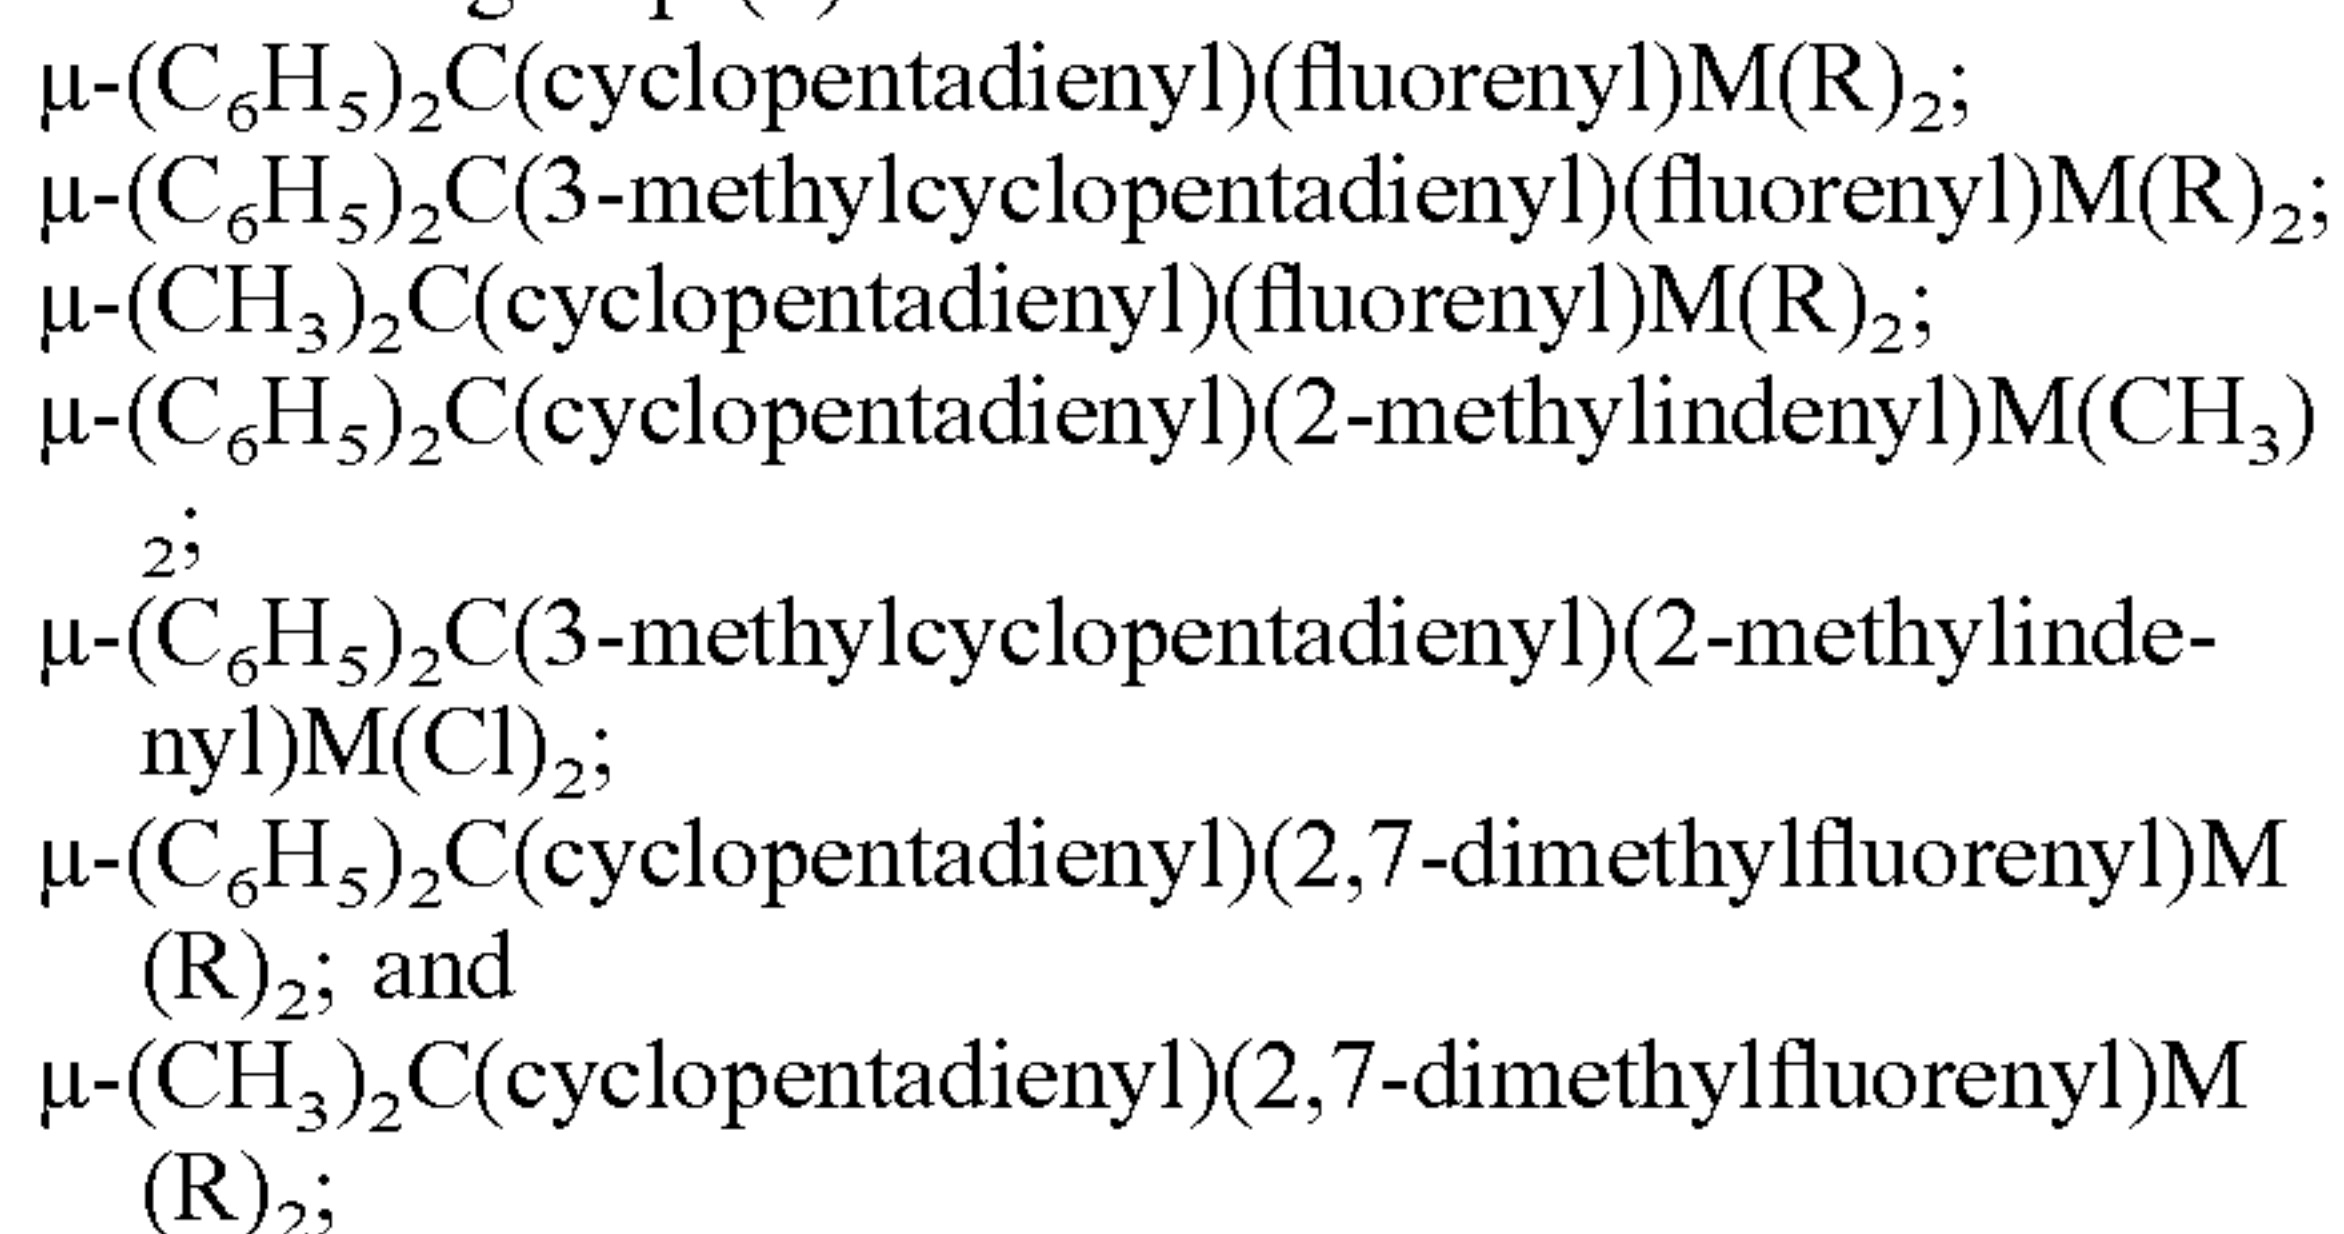 μ-(C₆H₅)₂C(cyclopentadienyl)(fluorenyl)M(R)₂;
μ-(C₆H₅)₂C(3-methylcyclopentadienyl)(fluorenyl)M(R)₂;
μ-(CH₃)₂C(cyclopentadienyl)(fluorenyl)M(R)₂;
μ-(C₆H₅)₂C(cyclopentadienyl)(2-methylindenyl)M(CH₃)
₂;
μ-(C₆H₅)₂C(3-methylcyclopentadienyl)(2-methylinde-
nyl)M(Cl)₂;
μ-(C₆H₅)₂C(cyclopentadienyl)(2,7-dimethylfluorenyl)M
(R)₂; and
μ-(CH₃)₂C(cyclopentadienyl)(2,7-dimethylfluorenyl)M
(R)₂;